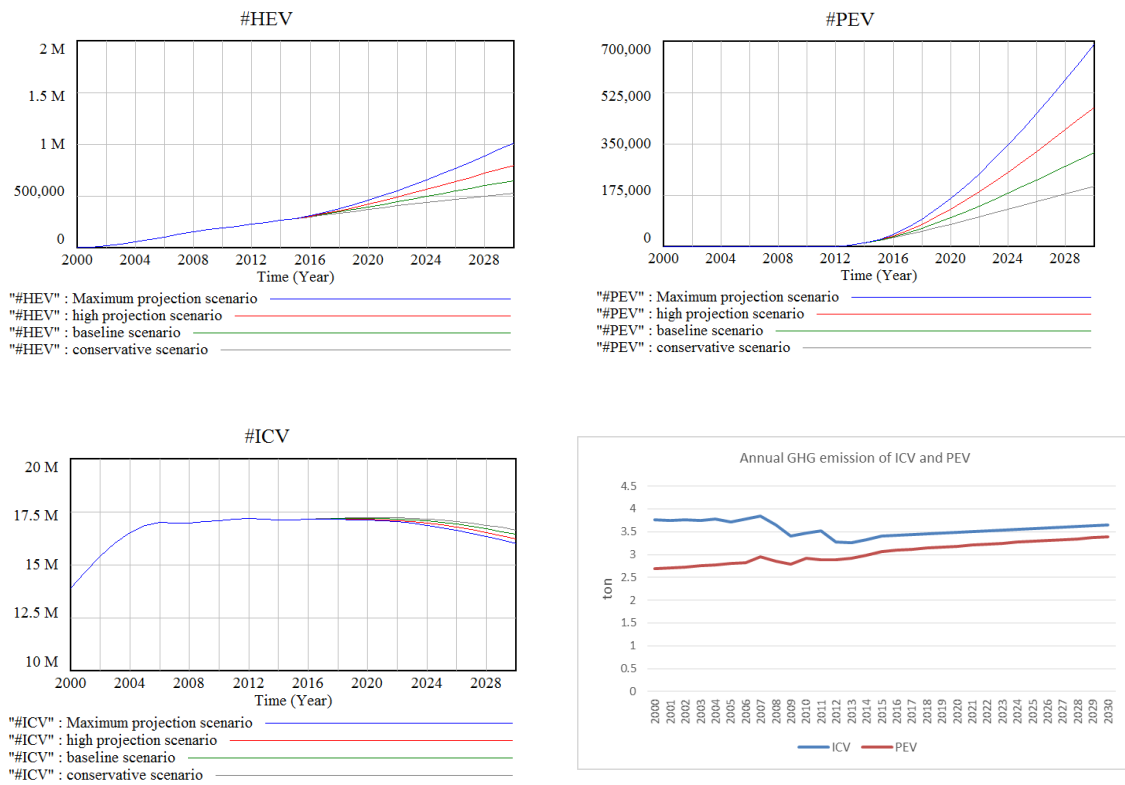 #HEV
2 M
1.5 M
1 M
500,000
0
2000 2004 2008 2012 2016 2020 2024 2028
Time (Year)
"#HEV" : Maximum projection scenario
"#HEV" : high projection scenario
"#HEV" : baseline scenario
"#HEV" : conservative scenario
#PEV
700,000
525,000
350,000
175,000
0
2000 2004 2008 2012 2016 2020 2024 2028
Time (Year)
"#PEV" : Maximum projection scenario
"#PEV" : high projection scenario
"#PEV" : baseline scenario
"#PEV" : conservative scenario
#ICV
20 M
17.5 M
15 M
12.5 M
10 M
2000 2004 2008 2012 2016 2020 2024 2028
Time (Year)
"#ICV" : Maximum projection scenario
"#ICV" : high projection scenario
"#ICV" : baseline scenario
"#ICV" : conservative scenario
Annual GHG emission of ICV and PEV
4.5
4
3.5
3
2.5
2
1.5
1
0.5
0
ton
2000 2001 2002 2003 2004 2005 2006 2007 2008 2009 2010 2011 2012 2013 2014 2015 2016 2017 2018 2019 2020 2021 2022 2023 2024 2025 2026 2027 2028 2029 2030
ICV PEV